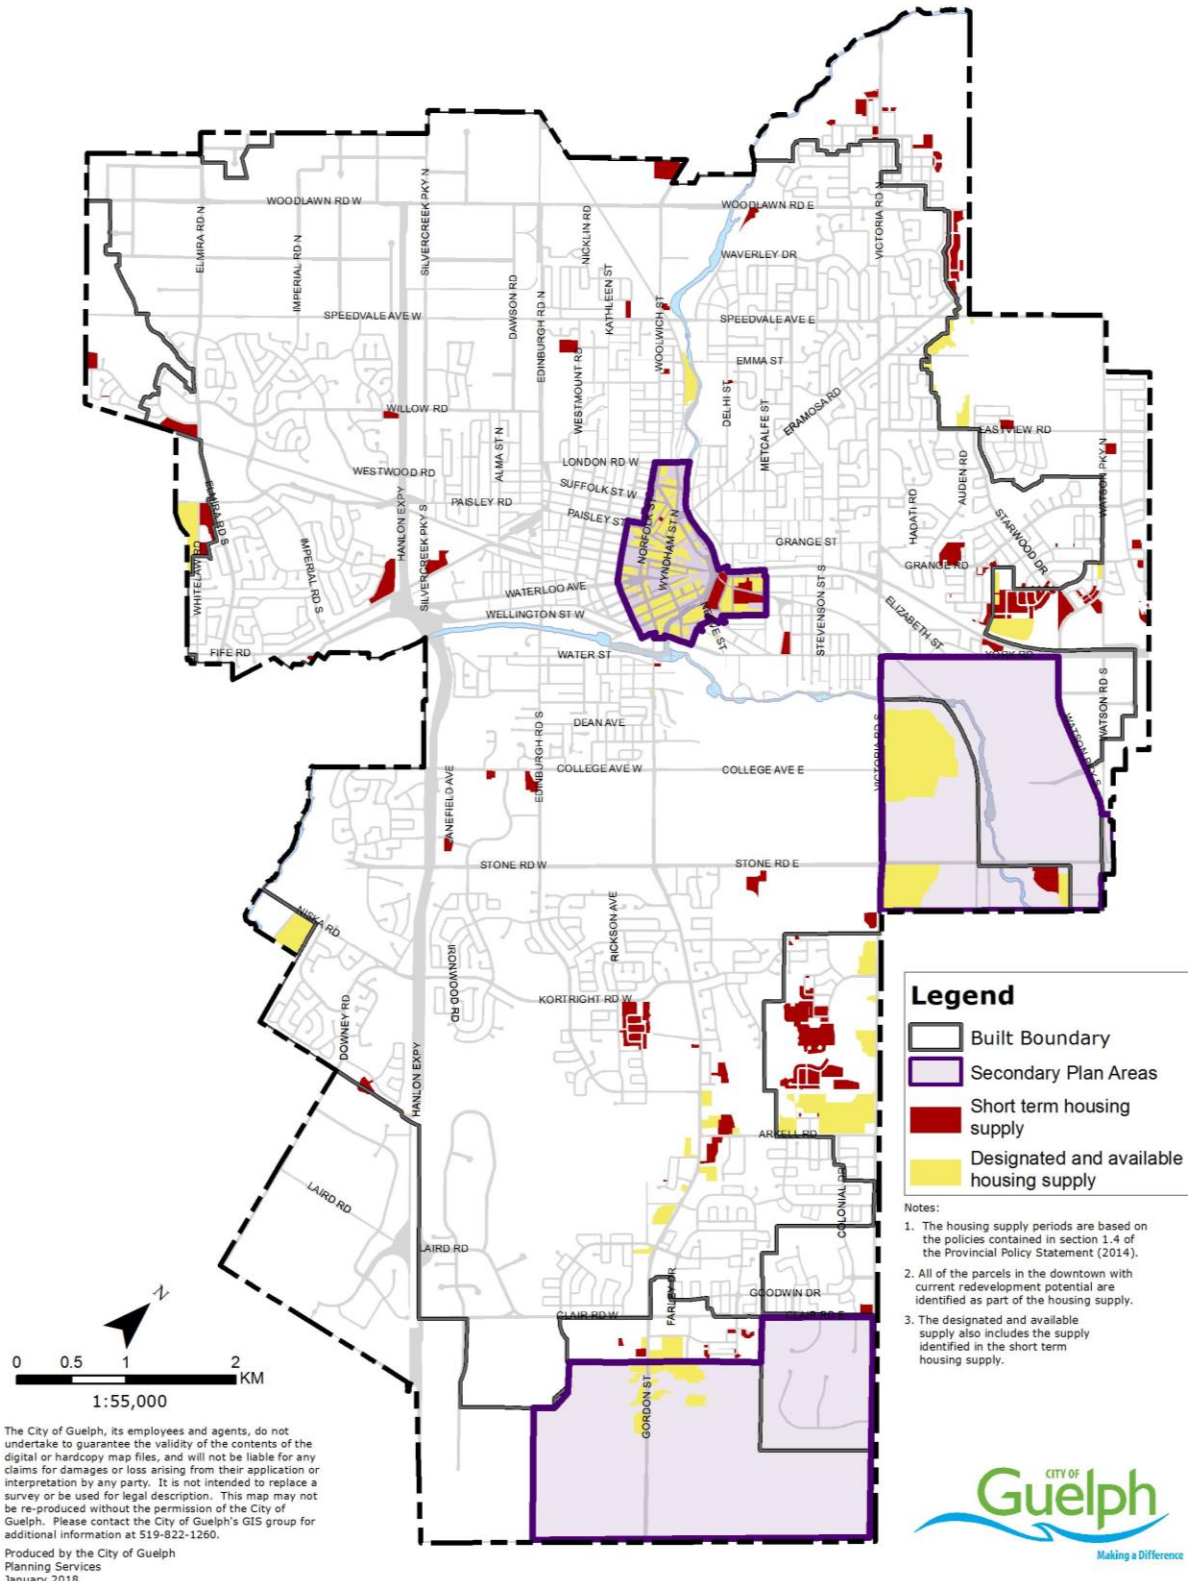 WOODLAWN RD W
WOODLAWN RD E
ELMIRA RD N
IMPERIAL RD N
SILVERCREEK PKY N
NICKLIN RD
VICTORIA RD N
WAVERLEY DR
KATHLEEN ST
DAWSON RD
EDINBURGH RD N
WOOLWICH ST
SPEEDVALE AVE W
SPEEDVALE AVE E
WESTMOUNT RD
EMMA ST
DELHI ST
METCALFE ST
ERAMOSA RD
WILLOW RD
EASTVIEW RD
ALMA ST N
LONDON RD W
WESTWOOD RD
SUFFOLK ST W
AUDEN RD
WATSON PKY N
PAISLEY RD
PAISLEY ST
NORFOLK ST
WYNDHAM ST N
HADATI RD
STARWOOD DR
ELMIRA RD S
HANLON EXPY
SILVERCREEK PKY S
GRANGE ST
GRANGE RD
WHITELAW RD
IMPERIAL RD S
WATERLOO AVE
WELLINGTON ST W
STEVENSON ST S
ELIZABETH ST
FIFE RD
WATER ST
YORK RD
DEAN AVE
EDINBURGH RD S
VICTORIA RD S
WATSON PKY S
WATSON RD S
COLLEGE AVE W
COLLEGE AVE E
JANEFIELD AVE
STONE RD W
STONE RD E
NISKA RD
RICKSON AVE
IRONWOOD RD
KORTRIGHT RD W
DOWNEY RD
HANLON EXPY
ARKELL RD
COLONIAL DR
LAIRD RD
LAIRD RD
FARLEY DR
GOODWIN DR
CLAIR RD W
CLAIR RD E
GORDON ST
Legend
Built Boundary
Secondary Plan Areas
Short term housing
supply
Designated and available
housing supply
Notes:
1. The housing supply periods are based on
the policies contained in section 1.4 of
the Provincial Policy Statement (2014).
2. All of the parcels in the downtown with
current redevelopment potential are
identified as part of the housing supply.
3. The designated and available
supply also includes the supply
identified in the short term
housing supply.
N
0 0.5 1 2
KM
1:55,000
The City of Guelph, its employees and agents, do not
undertake to guarantee the validity of the contents of the
digital or hardcopy map files, and will not be liable for any
claims for damages or loss arising from their application or
interpretation by any party. It is not intended to replace a
survey or be used for legal description. This map may not
be re-produced without the permission of the City of
Guelph. Please contact the City of Guelph's GIS group for
additional information at 519-822-1260.
Produced by the City of Guelph
Planning Services
January 2018
CITY OF
Guelph
Making a Difference